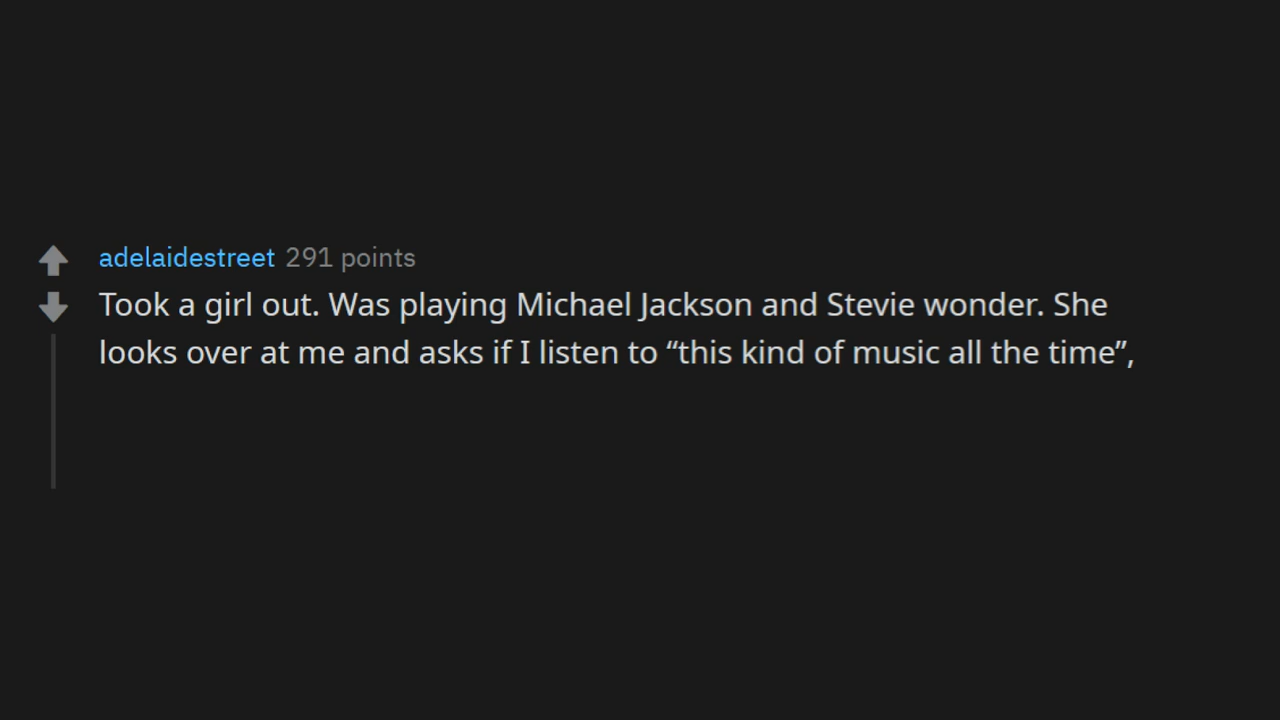 adelaidestreet 291 points
Took a girl out. Was playing Michael Jackson and Stevie wonder. She
looks over at me and asks if I listen to “this kind of music all the time”,